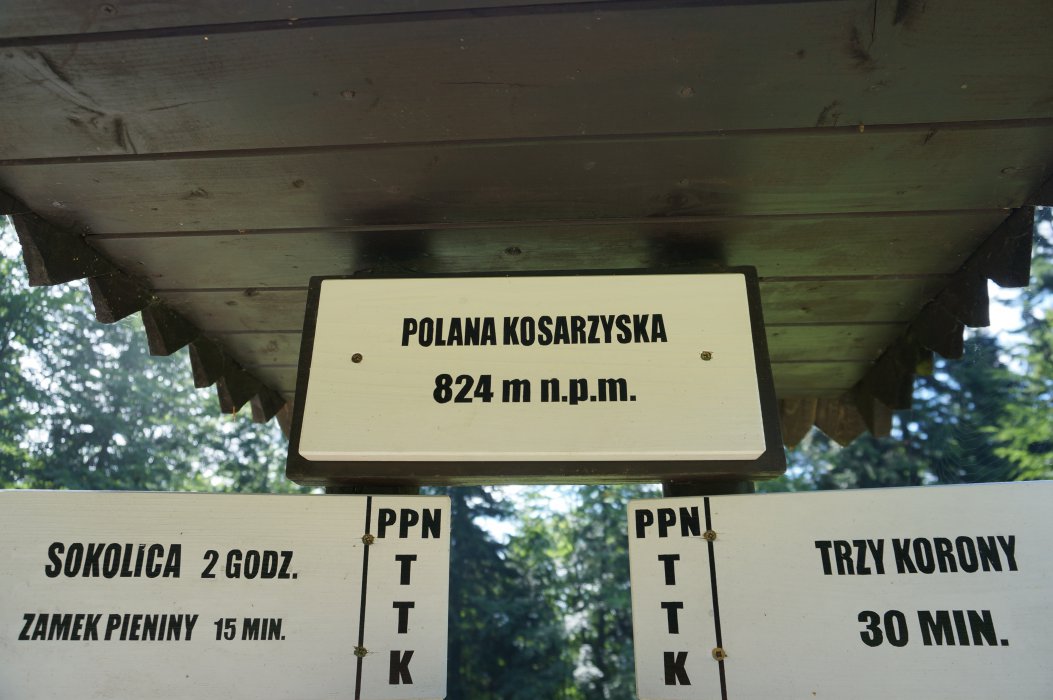 POLANA KOSARZYSKA
824 m n.p.m.
SOKOLICA 2 GODZ.
ZAMEK PIENINY 15 MIN.
PPN
T
T
K
PPN
T
T
K
TRZY KORONY
30 MIN.